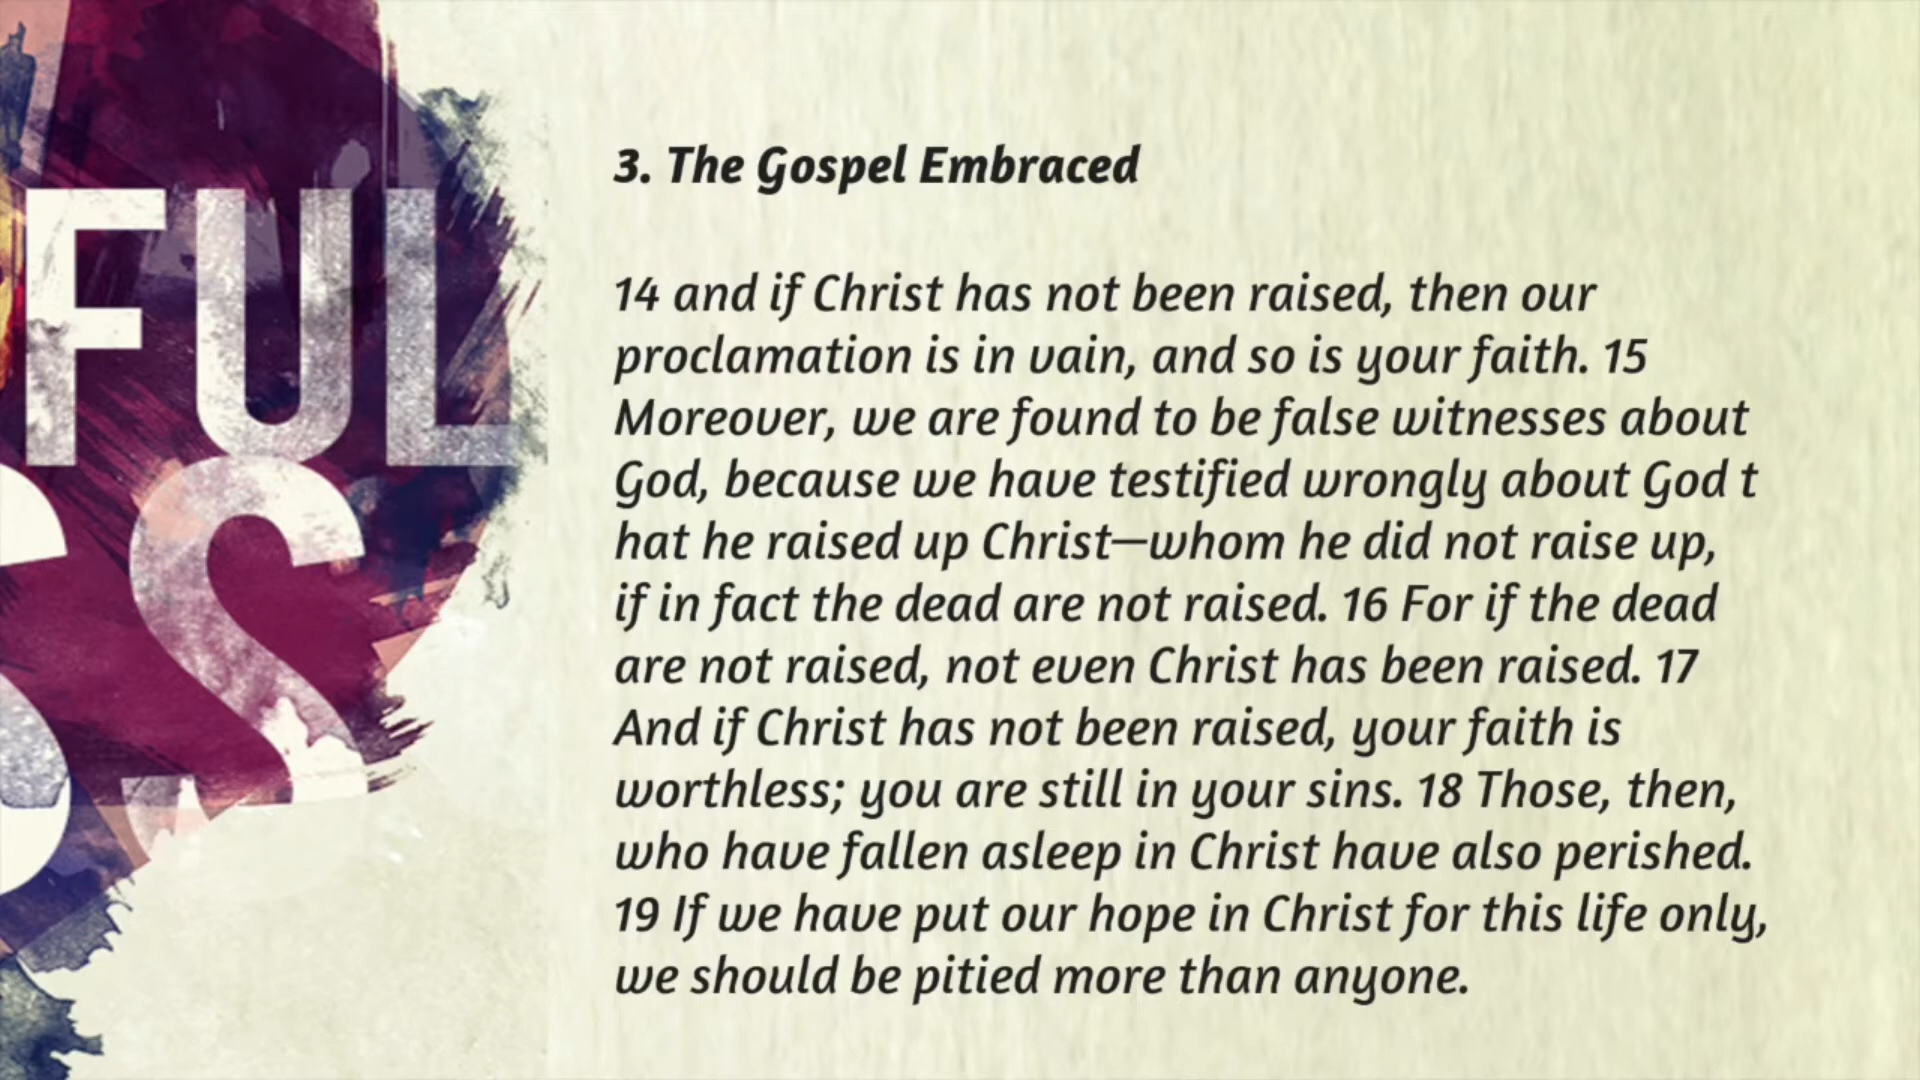 FUL
SS
3. The Gospel Embraced
14 and if Christ has not been raised, then our
proclamation is in vain, and so is your faith. 15
Moreover, we are found to be false witnesses about
God, because we have testified wrongly about God t
hat he raised up Christ—whom he did not raise up,
if in fact the dead are not raised. 16 For if the dead
are not raised, not even Christ has been raised. 17
And if Christ has not been raised, your faith is
worthless; you are still in your sins. 18 Those, then,
who have fallen asleep in Christ have also perished.
19 If we have put our hope in Christ for this life only,
we should be pitied more than anyone.